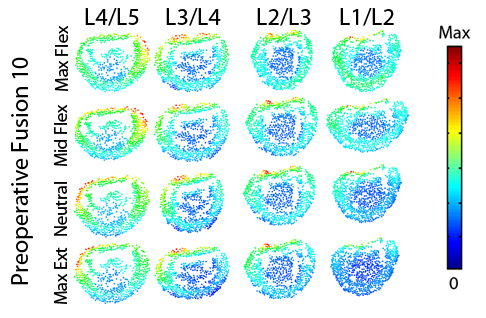 L4/L5 L3/L4 L2/L3 L1/L2
Max
Preoperative Fusion 10
Max Flex
Mid Flex
Neutral
Max Ext
0